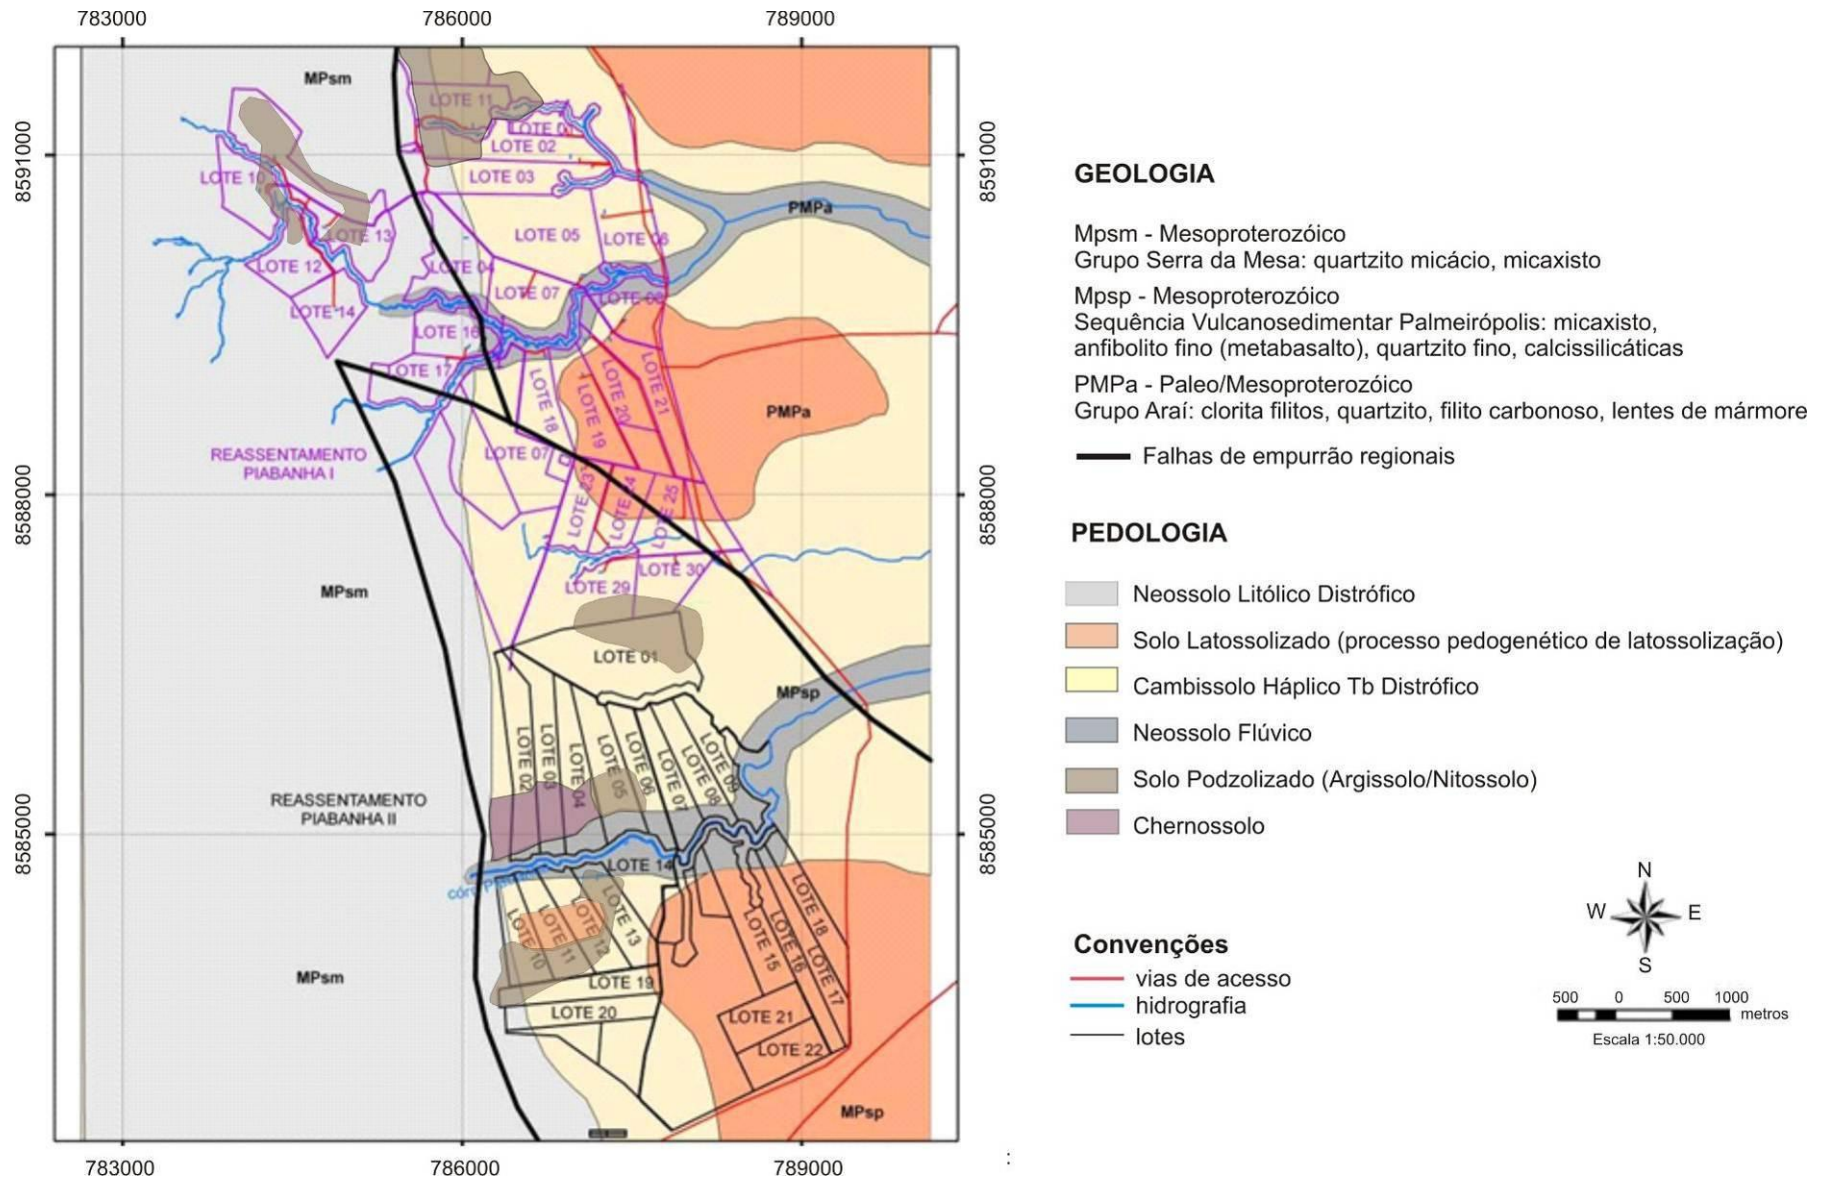 783000
786000
789000
8591000
8588000
8585000
8591000
8588000
8585000
783000
786000
789000
MPsm
LOTE 11
LOTE 01
LOTE 02
LOTE 03
LOTE 10
PMPa
LOTE 13
LOTE 05
LOTE 06
LOTE 12
LOTE 04
LOTE 07
LOTE 14
LOTE 16
LOTE 17
LOTE 18
LOTE 19
LOTE 20
LOTE 21
PMPa
REASSENTAMENTO
PIABANHA I
LOTE 07
LOTE 23
LOTE 24
LOTE 25
LOTE 29
LOTE 30
MPsm
LOTE 01
MPsp
LOTE 02
LOTE 03
LOTE 04
LOTE 05
LOTE 06
LOTE 07
LOTE 08
LOTE 09
REASSENTAMENTO
PIABANHA II
LOTE 14
LOTE 10
LOTE 11
LOTE 12
LOTE 13
LOTE 15
LOTE 16
LOTE 17
LOTE 18
MPsm
LOTE 19
LOTE 20
LOTE 21
LOTE 22
MPsp
GEOLOGIA
Mpsm - Mesoproterozóico
Grupo Serra da Mesa: quartzito micácio, micaxisto
Mpsp - Mesoproterozóico
Sequência Vulcanosedimentar Palmeirópolis: micaxisto,
anfibolito fino (metabasalto), quartzito fino, calcissilicáticas
PMPa - Paleo/Mesoproterozóico
Grupo Araí: clorita filitos, quartzito, filito carbonoso, lentes de mármore
Falhas de empurrão regionais
PEDOLOGIA
Neossolo Litólico Distrófico
Solo Latossolizado (processo pedogenético de latossolização)
Cambissolo Háplico Tb Distrófico
Neossolo Flúvico
Solo Podzolizado (Argissolo/Nitossolo)
Chernossolo
Convenções
vias de acesso
hidrografia
lotes
N
W E
S
500 0 500 1000
metros
Escala 1:50.000
: